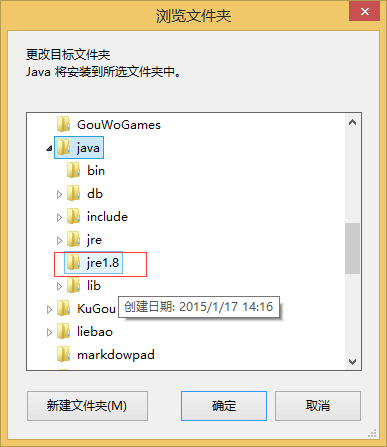 浏览文件夹
更改目标文件夹
Java 将安装到所选文件夹中。
GouWoGames
java
bin
db
include
jre
jre1.8
lib
KuGou
创建日期: 2015/1/17 14:16
liebao
markdowpad
新建文件夹(M)
确定
取消